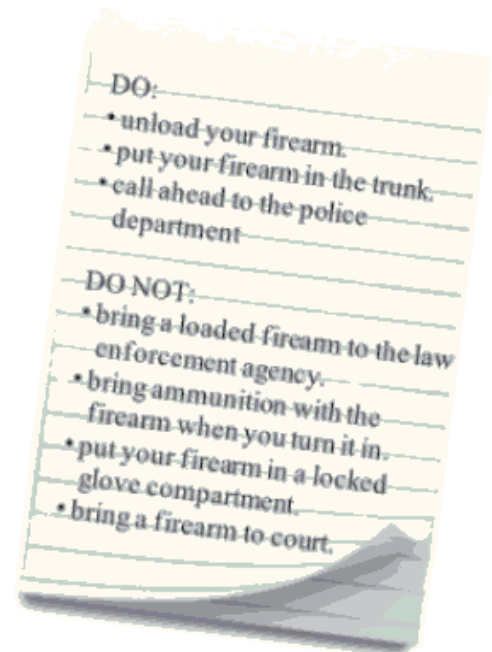 DO:
• unload your firearm.
• put your firearm in the trunk.
• call ahead to the police
department
DO NOT:
• bring a loaded firearm to the law
enforcement agency.
• bring ammunition with the
firearm when you turn it in.
• put your firearm in a locked
glove compartment.
• bring a firearm to court.